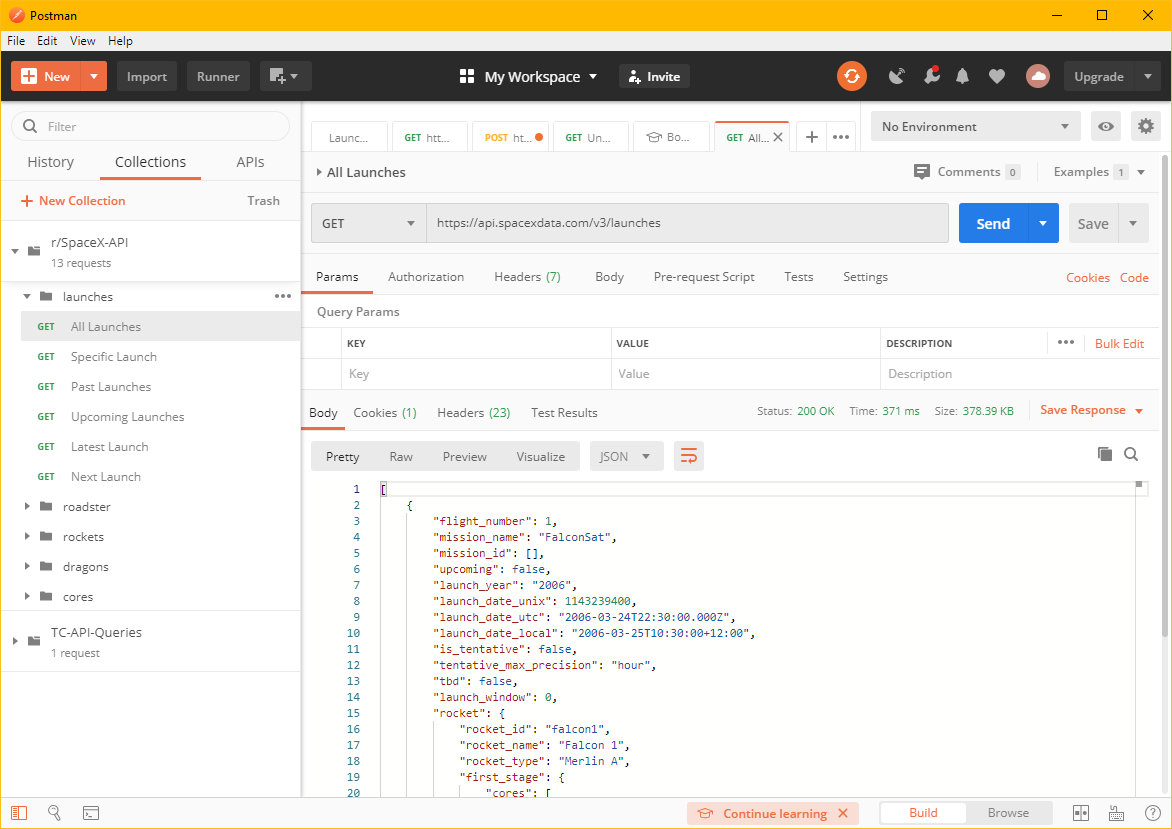 Postman
File Edit View Help
New Import Runner My Workspace Invite Upgrade
Filter
History Collections APIs
New Collection Trash
r/SpaceX-API
13 requests
launches
GET All Launches
GET Specific Launch
GET Past Launches
GET Upcoming Launches
GET Latest Launch
GET Next Launch
roadster
rockets
dragons
cores
TC-API-Queries
1 request
Launc... GET htt... POST ht... GET Un... Bo... GET All... No Environment
All Launches Comments 0 Examples 1
GET https://api.spacexdata.com/v3/launches Send Save
Params Authorization Headers (7) Body Pre-request Script Tests Settings Cookies Code
Query Params
KEY VALUE DESCRIPTION ••• Bulk Edit
Key Value Description
Body Cookies (1) Headers (23) Test Results Status: 200 OK Time: 371 ms Size: 378.39 KB Save Response
Pretty Raw Preview Visualize JSON
1 [
2 {
3 "flight_number": 1,
4 "mission_name": "FalconSat",
5 "mission_id": [],
6 "upcoming": false,
7 "launch_year": "2006",
8 "launch_date_unix": 1143239400,
9 "launch_date_utc": "2006-03-24T22:30:00.000Z",
10 "launch_date_local": "2006-03-25T10:30:00+12:00",
11 "is_tentative": false,
12 "tentative_max_precision": "hour",
13 "tbd": false,
14 "launch_window": 0,
15 "rocket": {
16 "rocket_id": "falcon1",
17 "rocket_name": "Falcon 1",
18 "rocket_type": "Merlin A",
19 "first_stage": {
20 "cores": [
Continue learning Build Browse